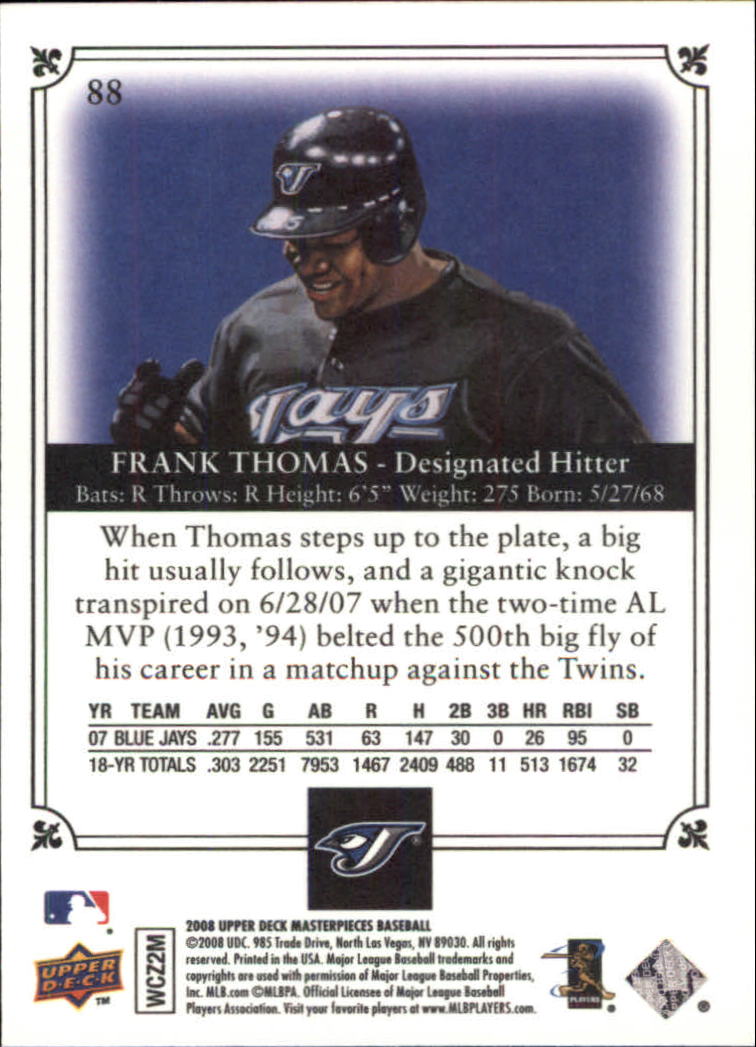 88
Jays
FRANK THOMAS - Designated Hitter
Bats: R Throws: R Height: 6'5" Weight: 275 Born: 5/27/68
When Thomas steps up to the plate, a big
hit usually follows, and a gigantic knock
transpired on 6/28/07 when the two-time AL
MVP (1993, '94) belted the 500th big fly of
his career in a matchup against the Twins.
YR TEAM AVG G AB R H 2B 3B HR RBI SB
07 BLUE JAYS .277 155 531 63 147 30 0 26 95 0
18-YR TOTALS .303 2251 7953 1467 2409 488 11 513 1674 32
UPPER
D·E·C·K
TM
WCZ2M
2008 UPPER DECK MASTERPIECES BASEBALL
©2008 UDC. 985 Trade Drive, North Las Vegas, NV 89030. All rights
reserved. Printed in the USA. Major League Baseball trademarks and
copyrights are used with permission of Major League Baseball Properties,
Inc. MLB.com ©MLBPA. Official Licensee of Major League Baseball
Players Association. Visit your favorite players at www.MLBPLAYERS.com.
PLAYERS
®